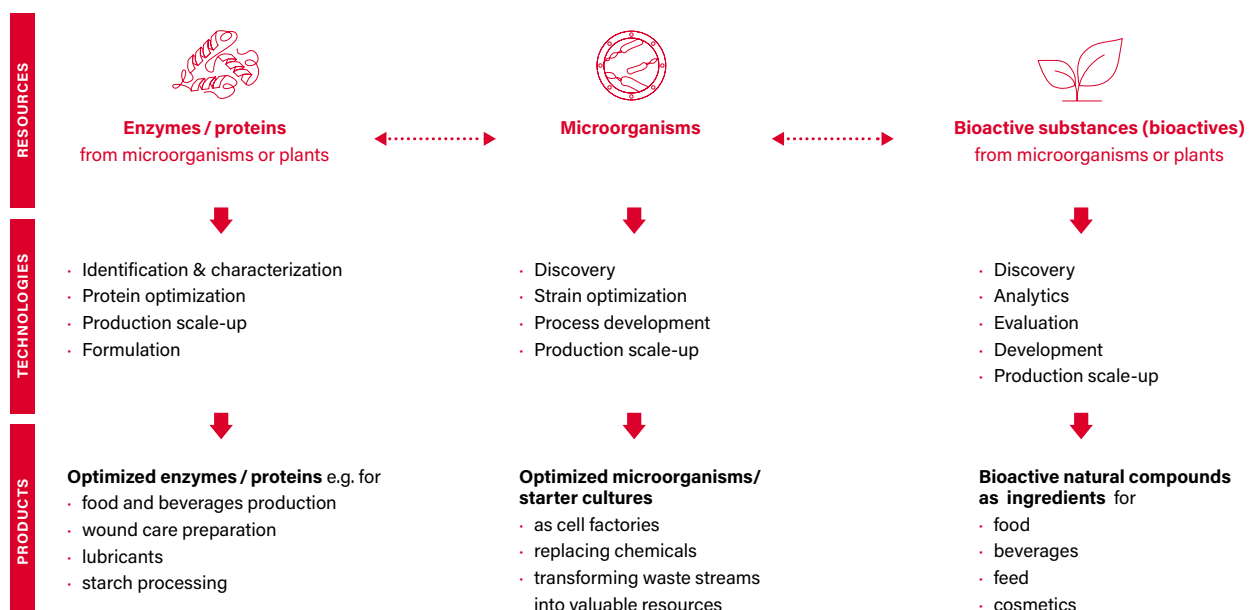 RESOURCES
Enzymes / proteins
from microorganisms or plants
Microorganisms
Bioactive substances (bioactives)
from microorganisms or plants
TECHNOLOGIES
· Identification & characterization
· Protein optimization
· Production scale-up
· Formulation
· Discovery
· Strain optimization
· Process development
· Production scale-up
· Discovery
· Analytics
· Evaluation
· Development
· Production scale-up
PRODUCTS
Optimized enzymes / proteins e.g. for
· food and beverages production
· wound care preparation
· lubricants
· starch processing
Optimized microorganisms/
starter cultures
· as cell factories
· replacing chemicals
· transforming waste streams
into valuable resources
Bioactive natural compounds
as ingredients for
· food
· beverages
· feed
· cosmetics